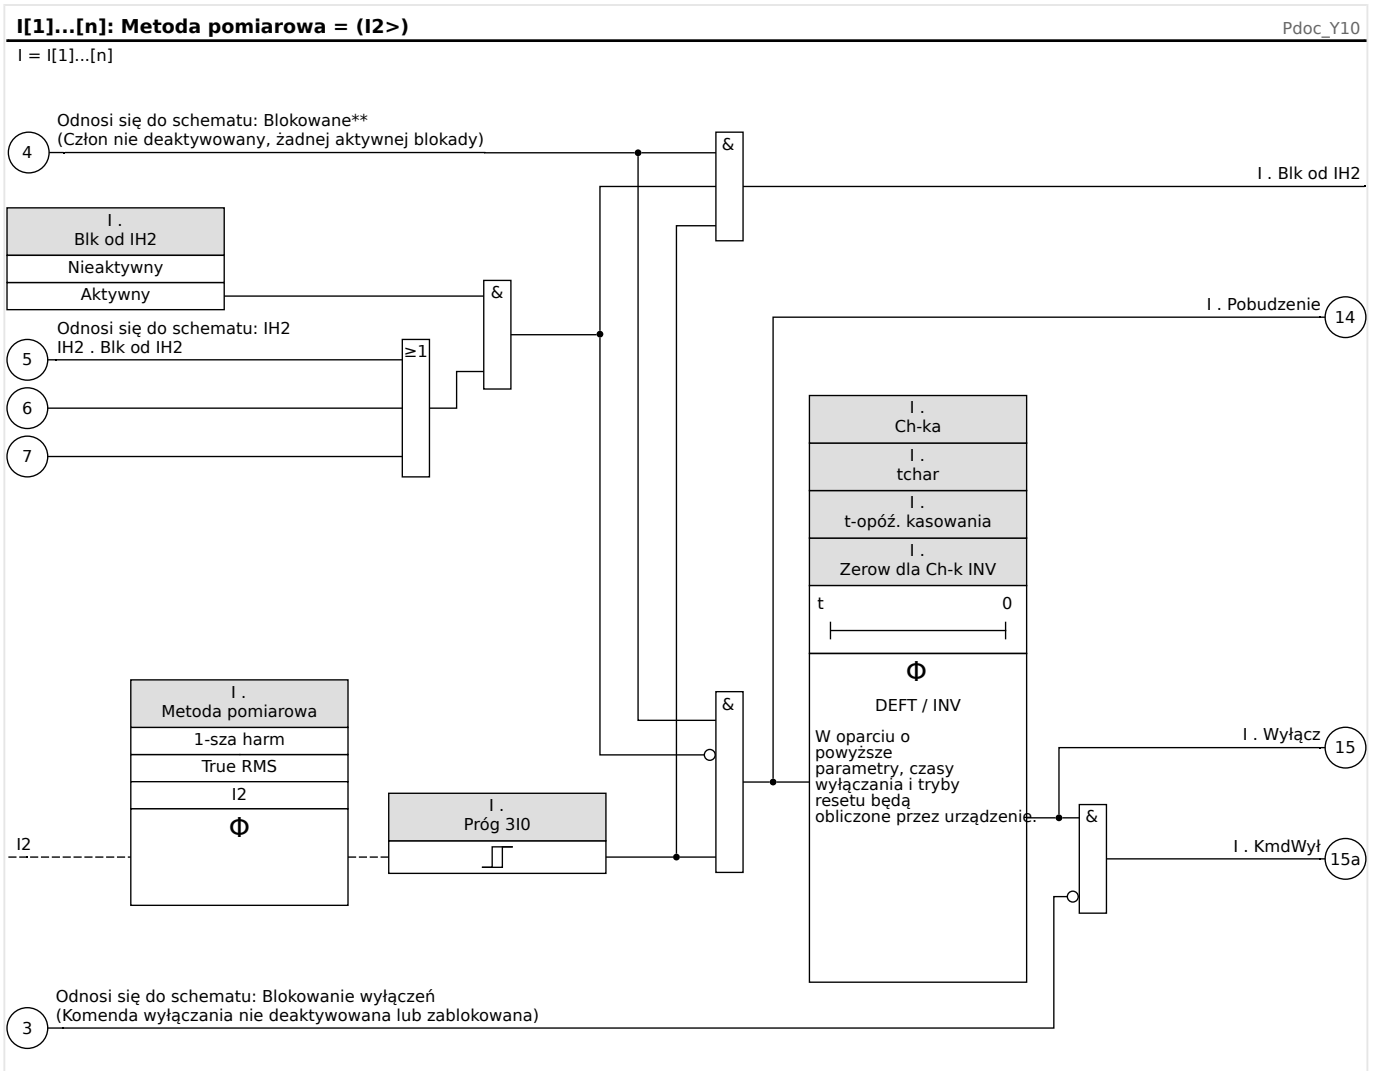 I[1]...[n]: Metoda pomiarowa = (I2>)
Pdoc_Y10
I = I[1]...[n]
Odnosi się do schematu: Blokowane**
(Człon nie deaktywowany, żadnej aktywnej blokady)
4
&
I . Blk od IH2
I .
Blk od IH2
Nieaktywny
Aktywny
&
I . Pobudzenie
14
Odnosi się do schematu: IH2
IH2 . Blk od IH2
5
≥1
6
7
I .
Ch-ka
I .
tchar
I .
t-opóź. kasowania
I .
Zerow dla Ch-k INV
t 0
Φ
DEFT / INV
W oparciu o
powyższe
parametry, czasy
wyłączania i tryby
resetu będą
obliczone przez urządzenie.
I .
Metoda pomiarowa
1-sza harm
True RMS
I2
Φ
I2
I .
Próg 3I0
&
I . Wyłącz
15
&
I . KmdWył
15a
Odnosi się do schematu: Blokowanie wyłączeń
(Komenda wyłączania nie deaktywowana lub zablokowana)
3